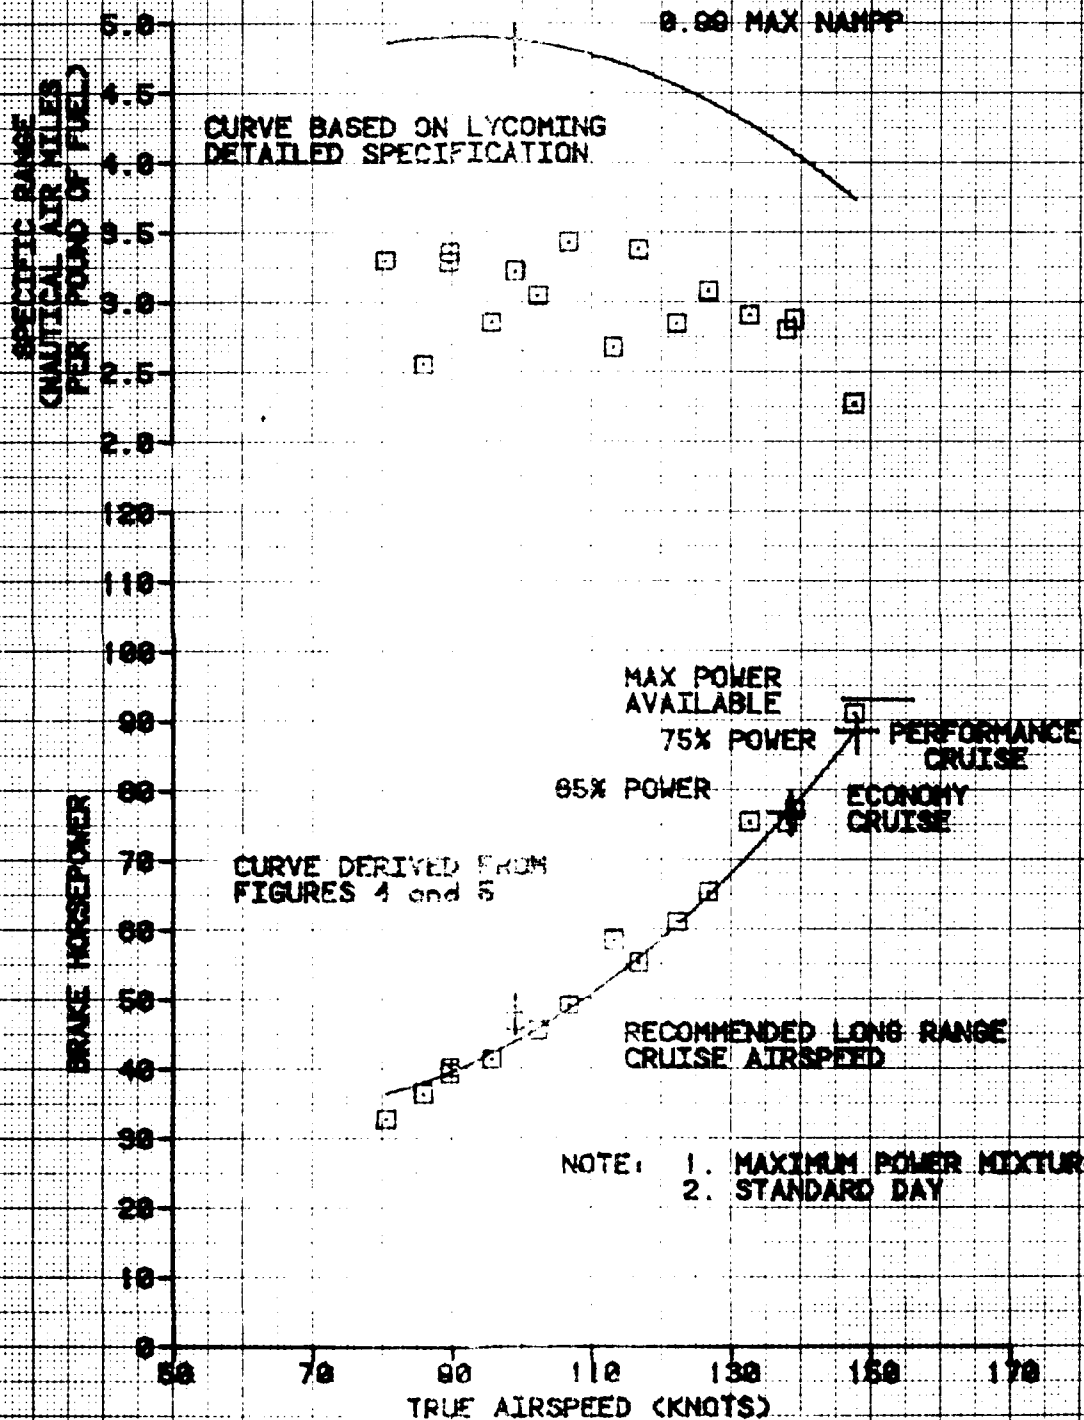 0.99 MAX NAMPP
5.0
4.5
4.0
3.5
3.0
2.5
2.0
SPECIFIC RANGE
(NAUTICAL AIR MILES
PER POUND OF FUEL)
CURVE BASED ON LYCOMING
DETAILED SPECIFICATION
120
110
100
90
80
70
60
50
40
30
20
10
0
BRAKE HORSEPOWER
MAX POWER
AVAILABLE
75% POWER
PERFORMANCE
CRUISE
65% POWER
ECONOMY
CRUISE
CURVE DERIVED FROM
FIGURES 4 and
RECOMMENDED LONG RANGE
CRUISE AIRSPEED
NOTE: 1. MAXIMUM POWER MIXTUR
2. STANDARD DAY
50 70 90 110 130 150 170
TRUE AIRSPEED (KNOTS)